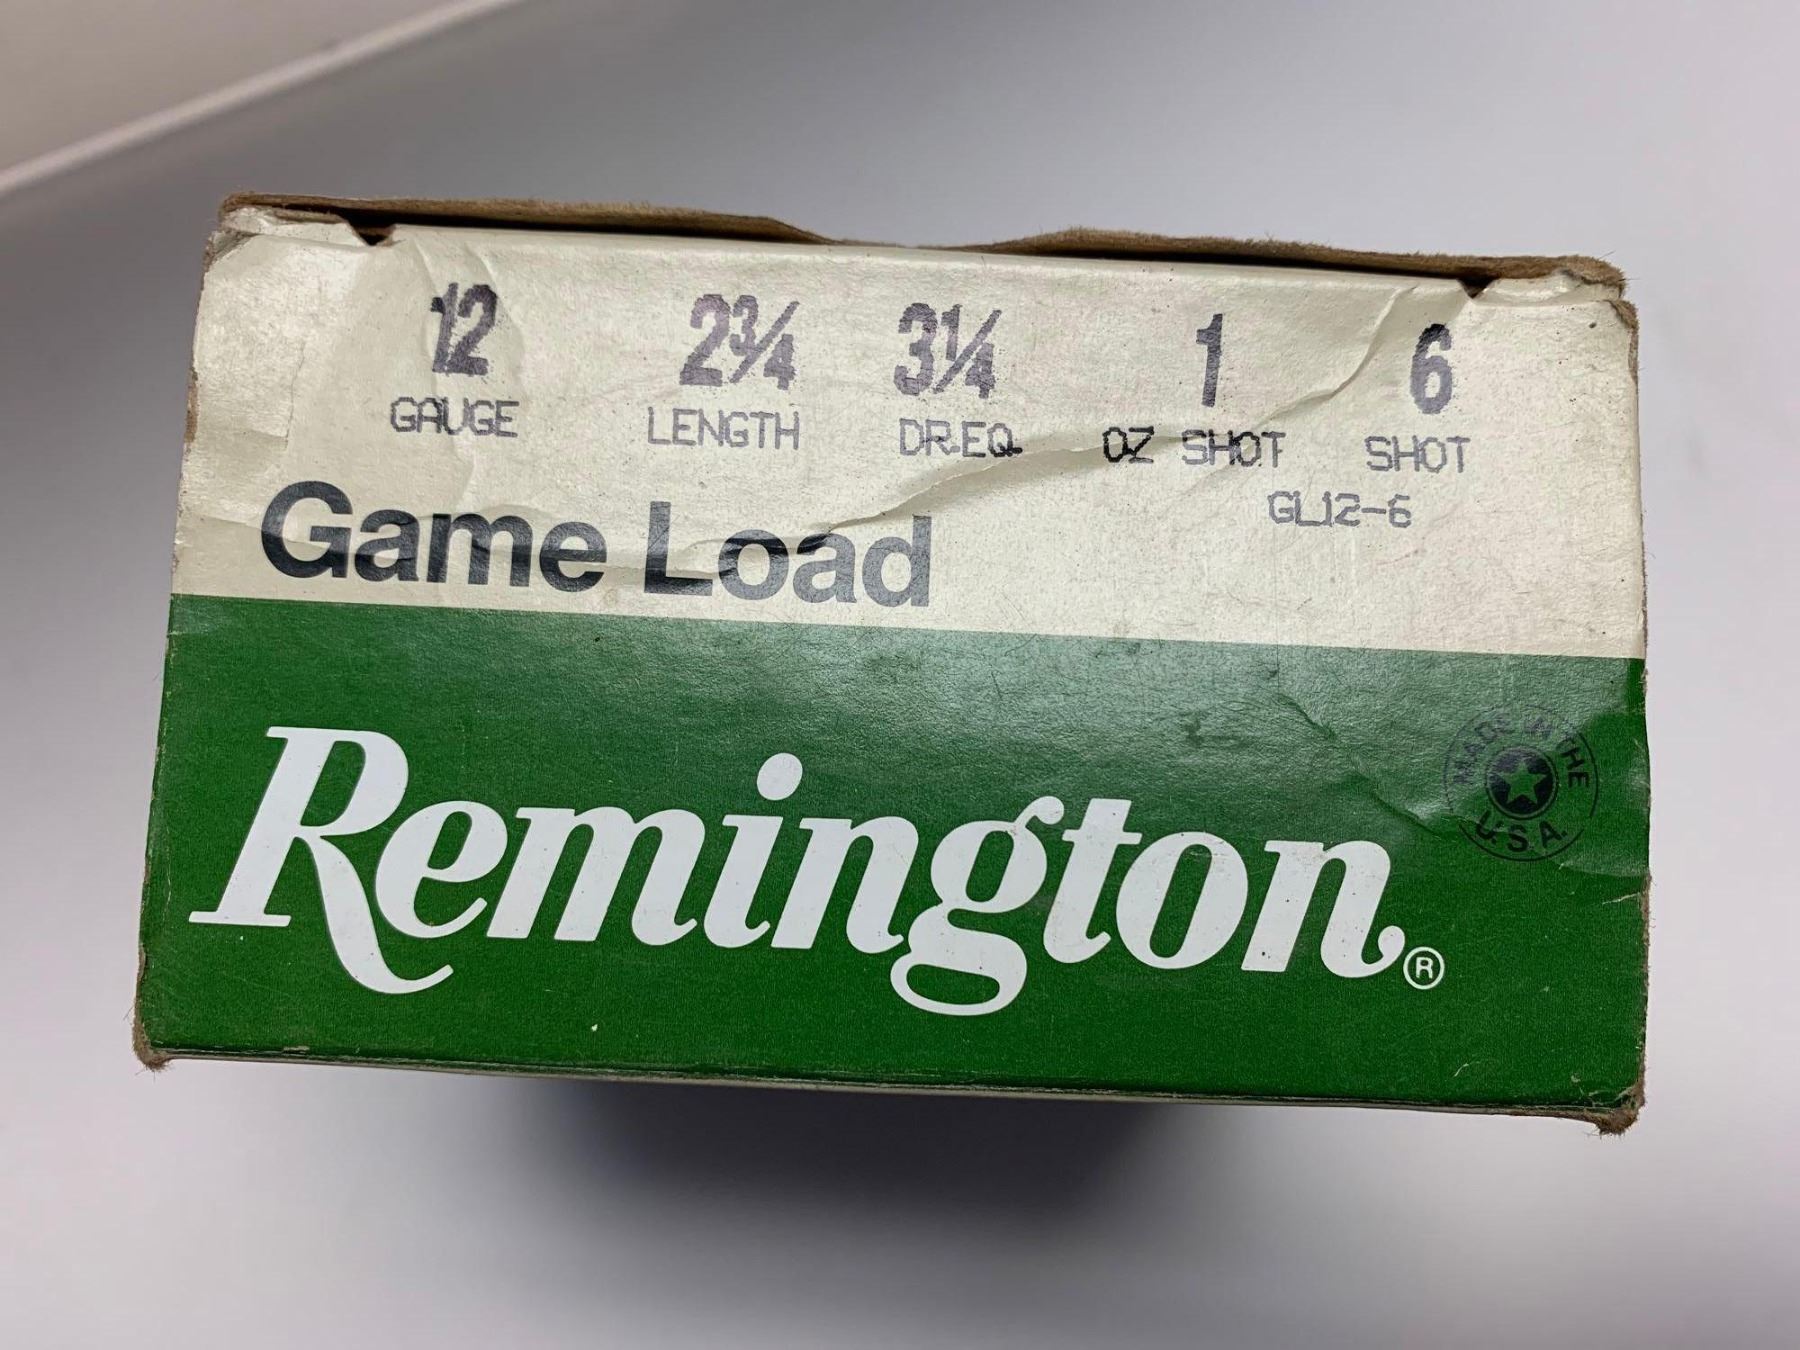 12 2¾ 3¼ 1 6
GAUGE LENGTH DR.EQ. OZ SHOT SHOT
GL12-6
Game Load
MADE IN THE
U.S.A.
Remington®